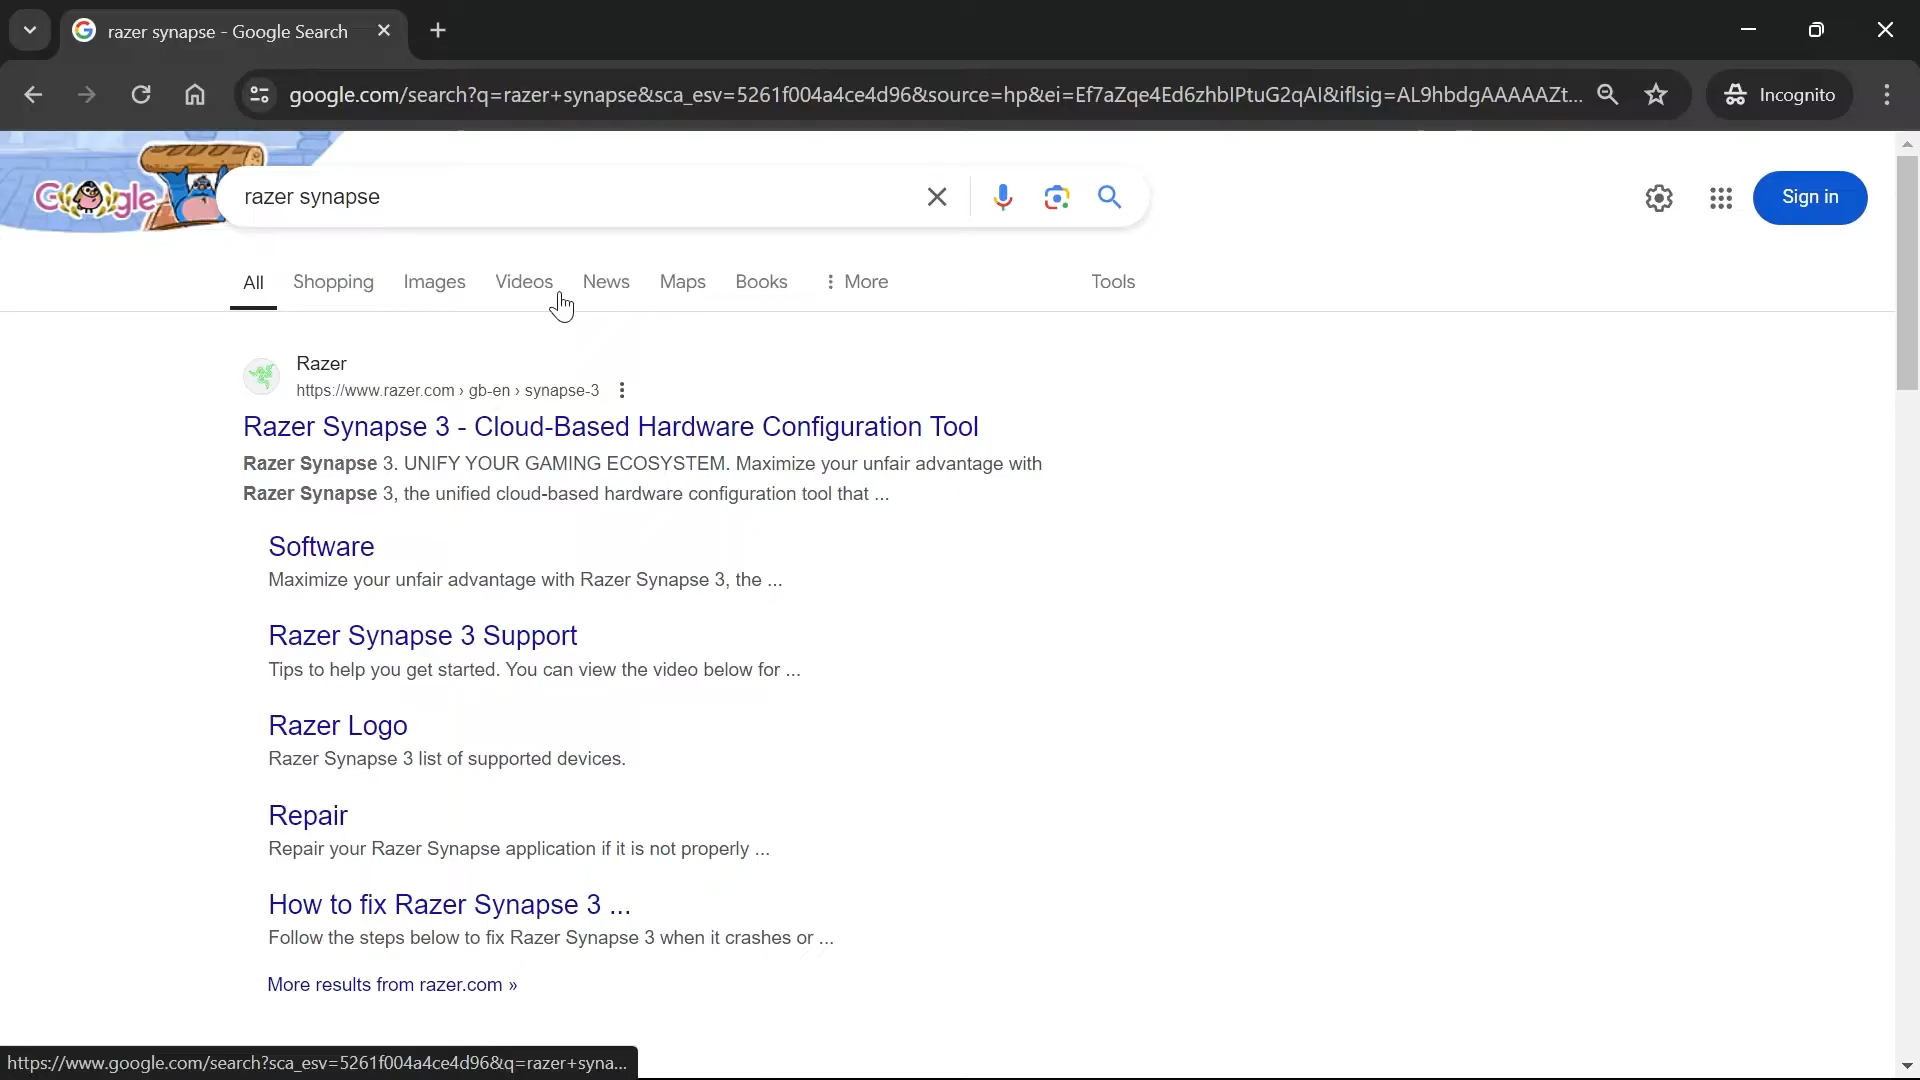 razer synapse - Google Search
google.com/search?q=razer+synapse&sca_esv=5261f004a4ce4d96&source=hp&ei=Ef7aZqe4Ed6zhbIPtuG2qAI&iflsig=AL9hbdgAAAAAZt...
Incognito
Google
razer synapse
Sign in
All Shopping Images Videos News Maps Books More Tools
Razer
https://www.razer.com › gb-en › synapse-3
Razer Synapse 3 - Cloud-Based Hardware Configuration Tool
Razer Synapse 3. UNIFY YOUR GAMING ECOSYSTEM. Maximize your unfair advantage with
Razer Synapse 3, the unified cloud-based hardware configuration tool that ...
Software
Maximize your unfair advantage with Razer Synapse 3, the ...
Razer Synapse 3 Support
Tips to help you get started. You can view the video below for ...
Razer Logo
Razer Synapse 3 list of supported devices.
Repair
Repair your Razer Synapse application if it is not properly ...
How to fix Razer Synapse 3 ...
Follow the steps below to fix Razer Synapse 3 when it crashes or ...
More results from razer.com »
https://www.google.com/search?sca_esv=5261f004a4ce4d96&q=razer+syna...